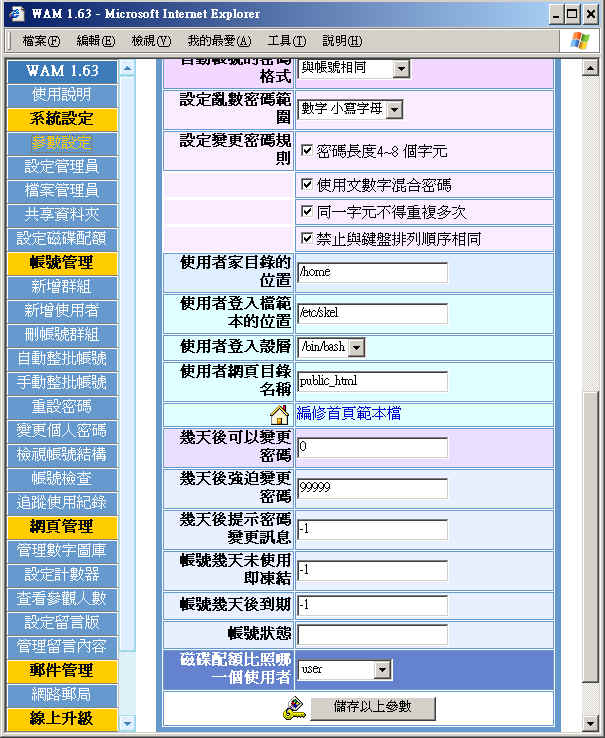 WAM 1.63 - Microsoft Internet Explorer
檔案(F) 編輯(E) 檢視(V) 我的最愛(A) 工具(T) 說明(H)
WAM 1.63
使用說明
系統設定
參數設定
設定管理員
檔案管理員
共享資料夾
設定磁碟配額
帳號管理
新增群組
新增使用者
刪帳號群組
自動整批帳號
手動整批帳號
重設密碼
變更個人密碼
檢視帳號結構
帳號檢查
追蹤使用紀錄
網頁管理
管理數字圖庫
設定計數器
查看參觀人數
設定留言版
管理留言內容
郵件管理
網路郵局
線上升級
自動帳號的密碼
格式
與帳號相同
設定亂數密碼範
圍
數字 小寫字母
設定變更密碼規
則
密碼長度4~8 個字元
使用文數字混合密碼
同一字元不得重複多次
禁止與鍵盤排列順序相同
使用者家目錄的
位置
/home
使用者登入檔範
本的位置
/etc/skel
使用者登入殼層
/bin/bash
使用者網頁目錄
名稱
public_html
編修首頁範本檔
幾天後可以變更
密碼
0
幾天後強迫變更
密碼
99999
幾天後提示密碼
變更訊息
-1
帳號幾天未使用
即凍結
-1
帳號幾天後到期
-1
帳號狀態
磁碟配額比照哪
一個使用者
user
儲存以上參數